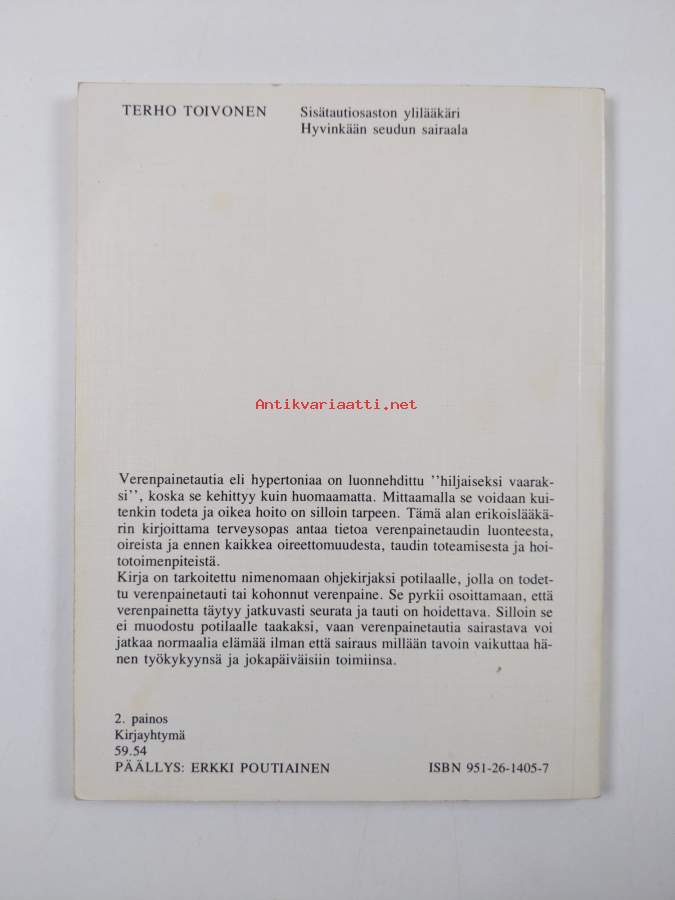 TERHO TOIVONEN Sisätautiosaston ylilääkäri
Hyvinkään seudun sairaala
Antikvariaatti.net
Verenpainetautia eli hypertoniaa on luonnehdittu ''hiljaiseksi vaarak-
si'', koska se kehittyy kuin huomaamatta. Mittaamalla se voidaan kui-
tenkin todeta ja oikea hoito on silloin tarpeen. Tämä alan erikoislääkä-
rin kirjoittama terveysopas antaa tietoa verenpainetaudin luonteesta,
oireista ja ennen kaikkea oireettomuudesta, taudin toteamisesta ja hoi-
totoimenpiteistä.
Kirja on tarkoitettu nimenomaan ohjekirjaksi potilaalle, jolla on todet-
tu verenpainetauti tai kohonnut verenpaine. Se pyrkii osoittamaan, että
verenpainetta täytyy jatkuvasti seurata ja tauti on hoidettava. Silloin se
ei muodostu potilaalle taakaksi, vaan verenpainetautia sairastava voi
jatkaa normaalia elämää ilman että sairaus millään tavoin vaikuttaa hä-
nen työkykyynsä ja jokapäiväisiin toimiinsa.
2. painos
Kirjayhtymä
59.54
PÄÄLLYS: ERKKI POUTIAINEN ISBN 951-26-1405-7